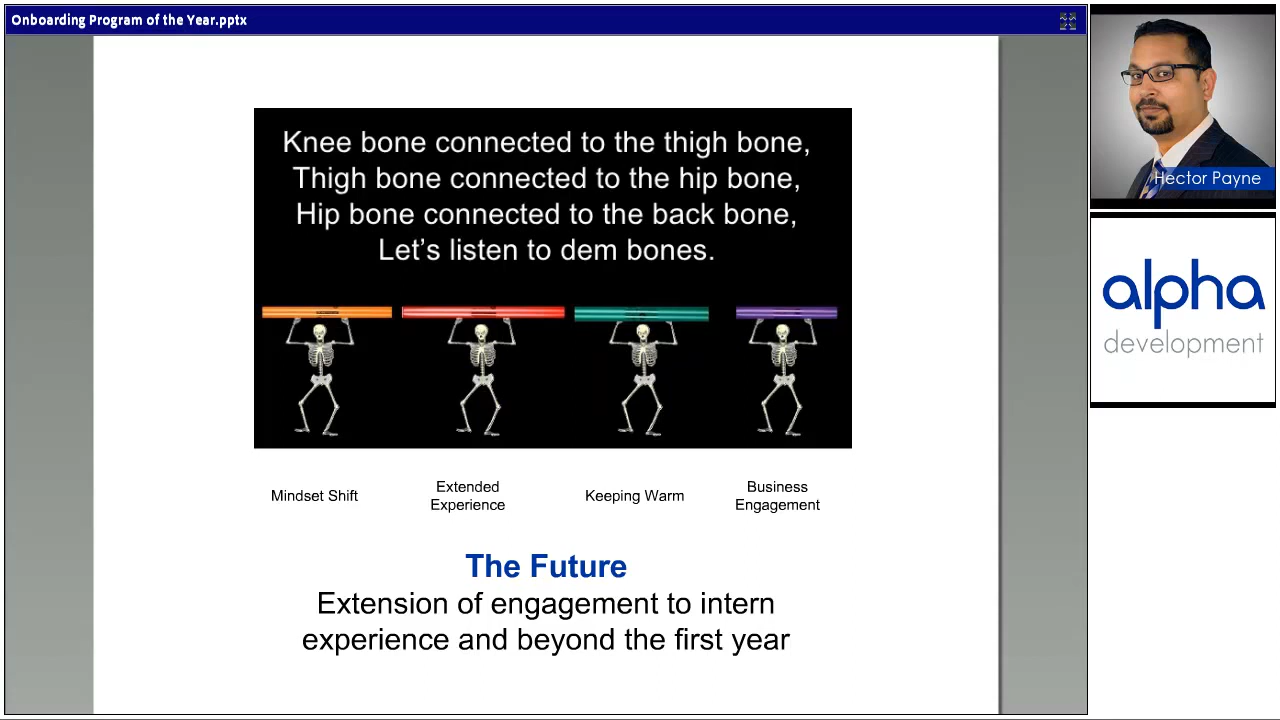 Onboarding Program of the Year.pptx
Knee bone connected to the thigh bone,
Thigh bone connected to the hip bone,
Hip bone connected to the back bone,
Let’s listen to dem bones.
Mindset Shift
Extended
Experience
Keeping Warm
Business
Engagement
The Future
Extension of engagement to intern
experience and beyond the first year
Hector Payne
alpha
development